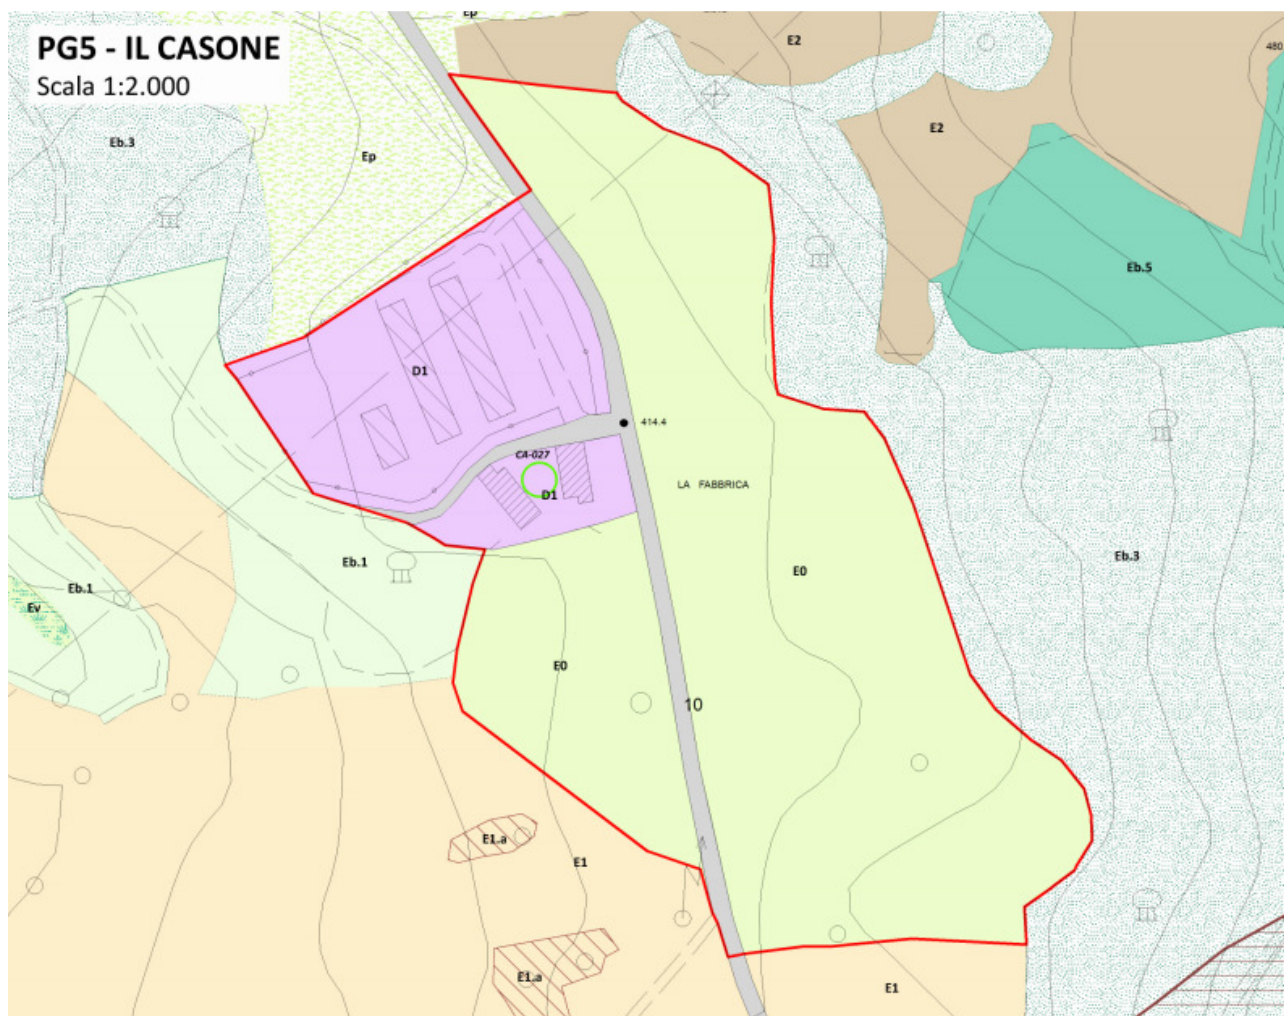 PG5 - IL CASONE
Scala 1:2.000
Ep
E2
480
Eb.3
E2
Ep
Eb.5
D1
414.4
CA-027
LA FABBRICA
D1
Eb.3
Eb.1
E0
Eb.1
Ev
E0
10
E1.a
E1
E1.a
E1